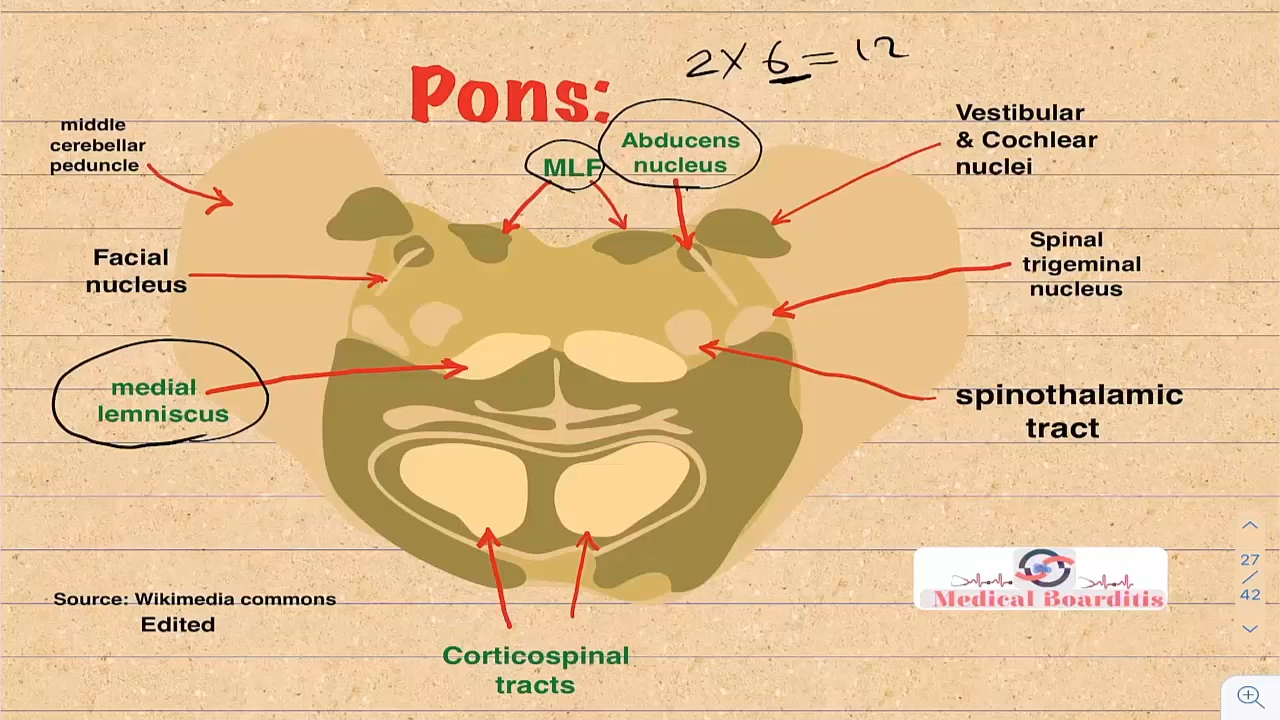 2 x 6 = 12
Pons:
middle
cerebellar
peduncle
MLF
Abducens
nucleus
Vestibular
& Cochlear
nuclei
Facial
nucleus
Spinal
trigeminal
nucleus
medial
lemniscus
spinothalamic
tract
Source: Wikimedia commons
Edited
Corticospinal
tracts
Medical Boarditis
27
/
42